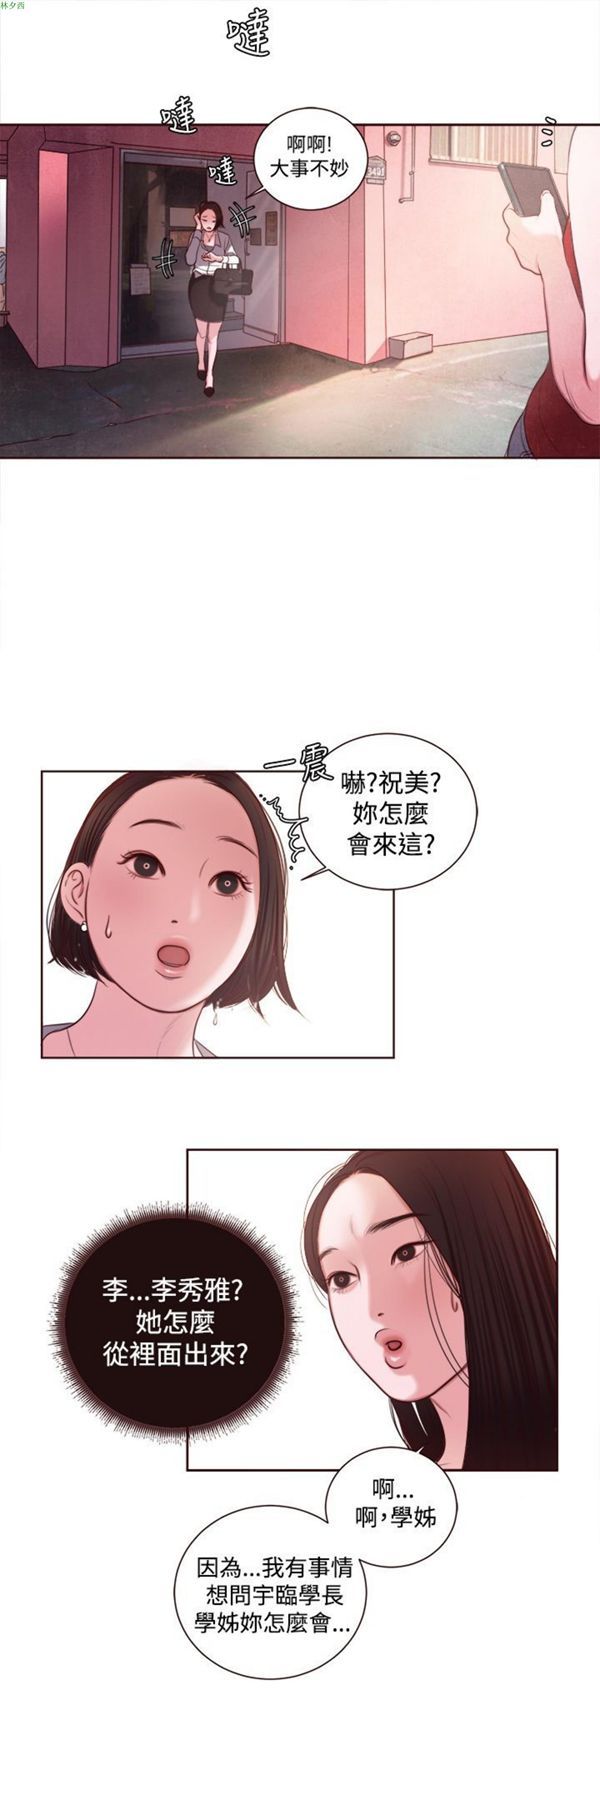 林夕西
噠
噠
噠
啊啊!
大事不妙
3491
一震
嚇?祝美?
妳怎麼
會來這?
李...李秀雅?
她怎麼
從裡面出來?
啊...
啊,學姊
因為...我有事情
想問宇臨學長
學姊妳怎麼會...